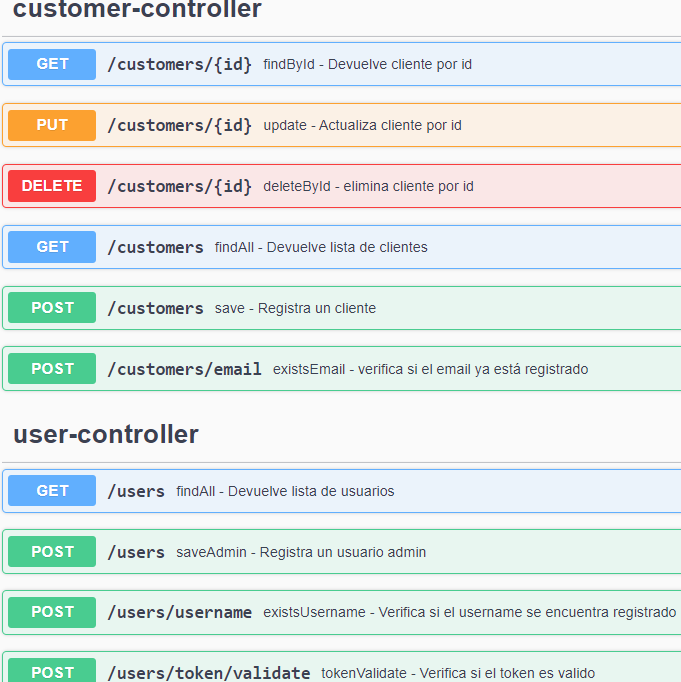 customer-controller
GET /customers/{id} findById - Devuelve cliente por id
PUT /customers/{id} update - Actualiza cliente por id
DELETE /customers/{id} deleteById - elimina cliente por id
GET /customers findAll - Devuelve lista de clientes
POST /customers save - Registra un cliente
POST /customers/email existsEmail - verifica si el email ya está registrado
user-controller
GET /users findAll - Devuelve lista de usuarios
POST /users saveAdmin - Registra un usuario admin
POST /users/username existsUsername - Verifica si el username se encuentra registrado
POST /users/token/validate tokenValidate - Verifica si el token es valido